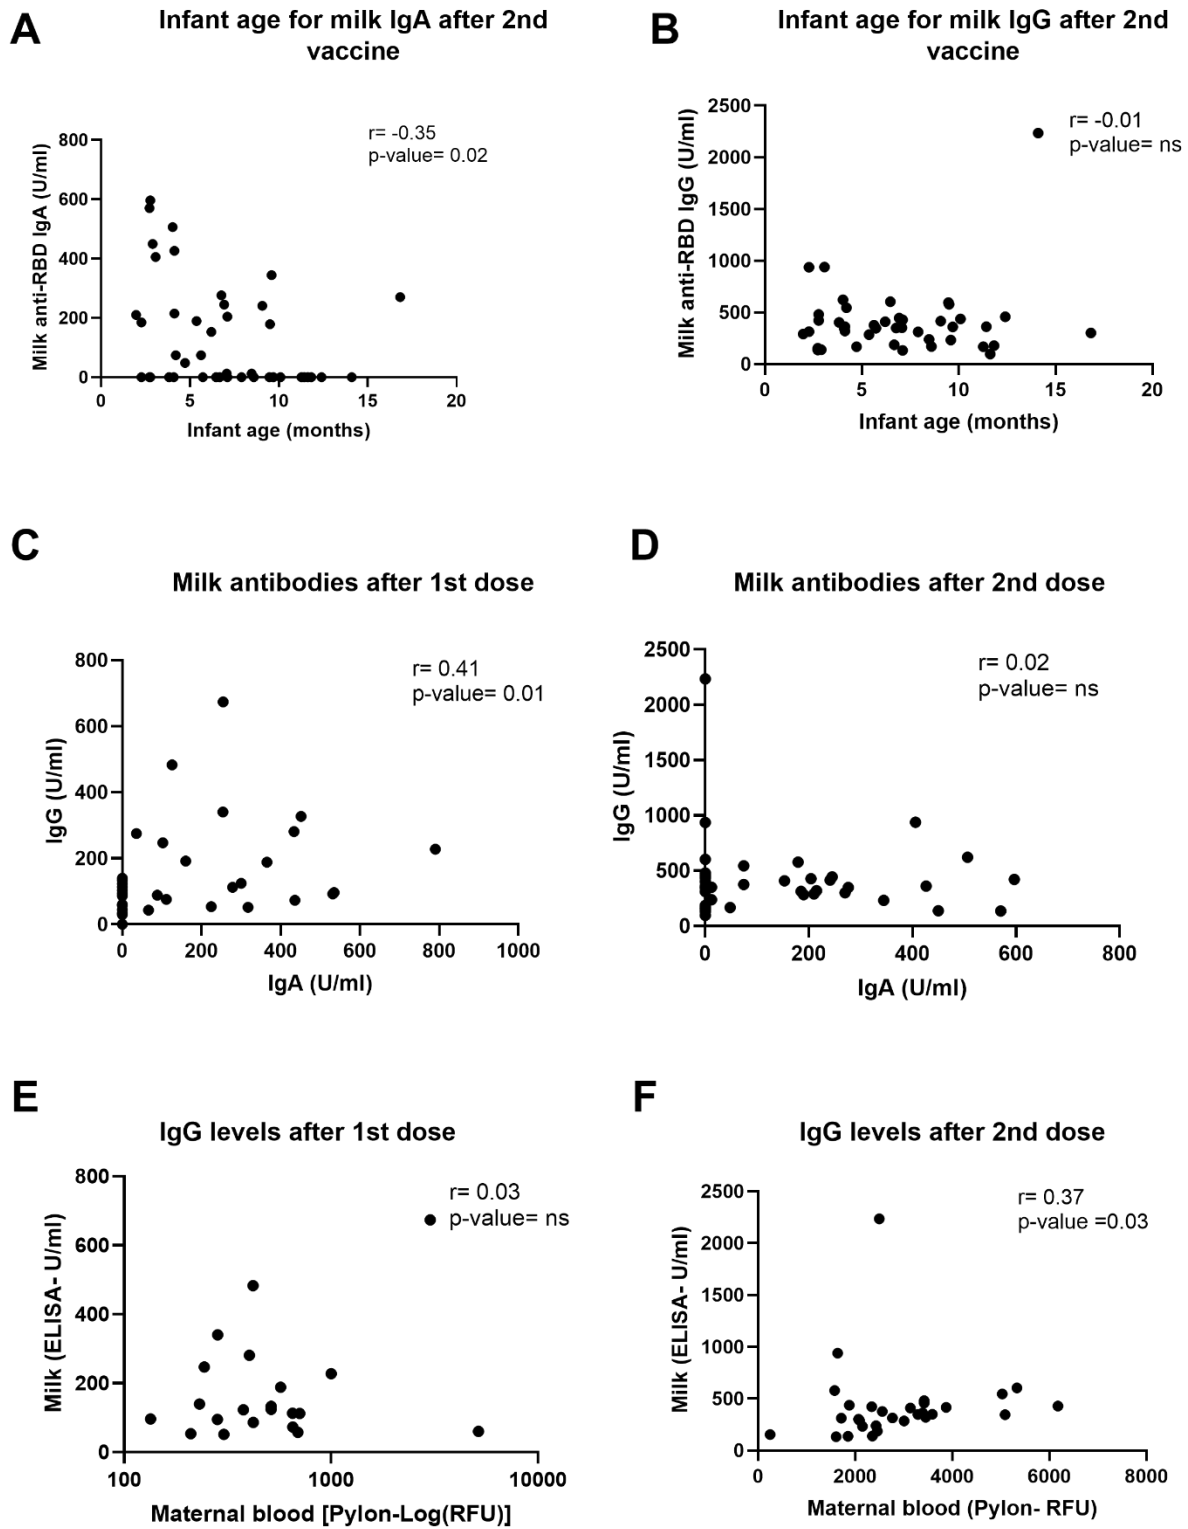 A
Infant age for milk IgA after 2nd
vaccine
r= -0.35
p-value= 0.02
Milk anti-RBD IgA (U/ml)
800
600
400
200
0
0 5 10 15 20
Infant age (months)
B
Infant age for milk IgG after 2nd
vaccine
r= -0.01
p-value= ns
Milk anti-RBD IgG (U/ml)
2500
2000
1500
1000
500
0
0 5 10 15 20
Infant age (months)
C
Milk antibodies after 1st dose
r= 0.41
p-value= 0.01
IgG (U/ml)
800
600
400
200
0
0 200 400 600 800 1000
IgA (U/ml)
D
Milk antibodies after 2nd dose
r= 0.02
p-value= ns
IgG (U/ml)
2500
2000
1500
1000
500
0
0 200 400 600 800
IgA (U/ml)
E
IgG levels after 1st dose
r= 0.03
p-value= ns
Milk (ELISA- U/ml)
800
600
400
200
0
100 1000 10000
Maternal blood [Pylon-Log(RFU)]
F
IgG levels after 2nd dose
r= 0.37
p-value =0.03
Milk (ELISA- U/ml)
2500
2000
1500
1000
500
0
0 2000 4000 6000 8000
Maternal blood (Pylon- RFU)